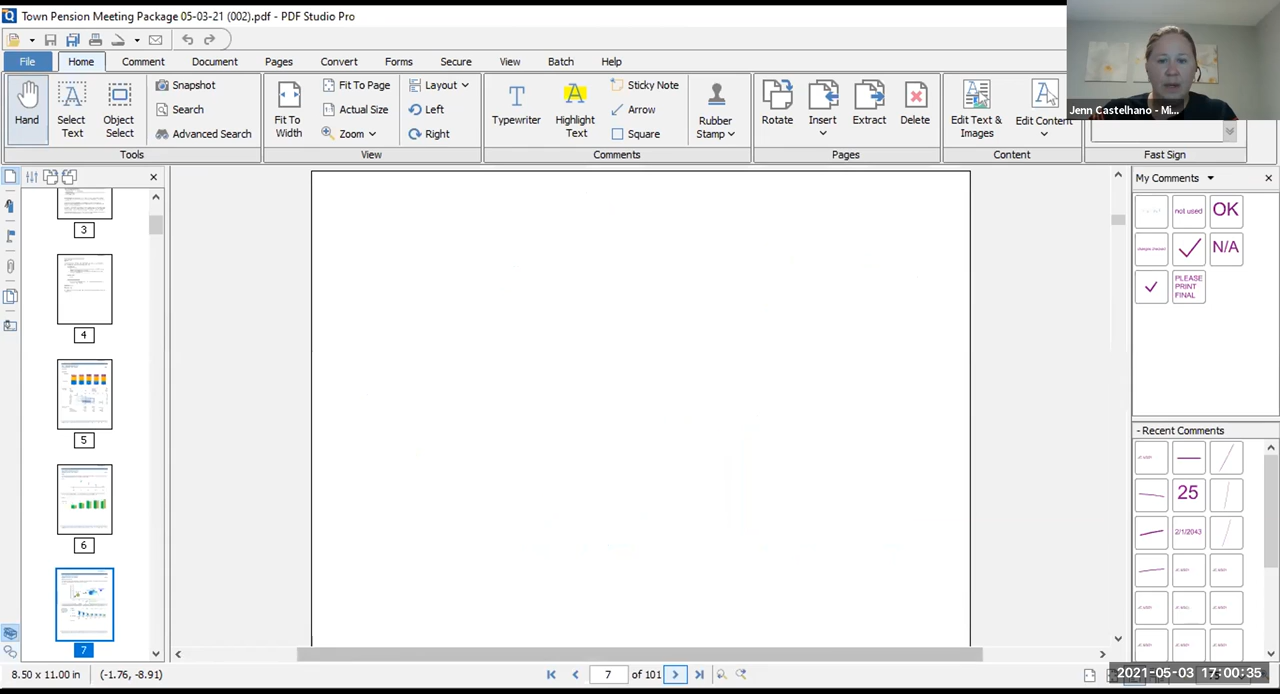 Town Pension Meeting Package 05-03-21 (002).pdf - PDF Studio Pro
File Home Comment Document Pages Convert Forms Secure View Batch Help
Hand
Select Text
Object Select
Snapshot
Search
Advanced Search
Tools
Fit To Width
Fit To Page
Actual Size
Zoom
Layout
Left
Right
View
Typewriter
Highlight Text
Sticky Note
Arrow
Square
Rubber Stamp
Comments
Rotate
Insert
Extract
Delete
Pages
Edit Text & Images
Edit Content
Content
Fast Sign
Jenn Castelhano - Mi...
3
4
5
6
7
My Comments
not used
OK
N/A
PLEASE PRINT FINAL
Recent Comments
25
2/1/2043
8.50 x 11.00 in
(-1.76, -8.91)
7 of 101
2021-05-03 17:00:35